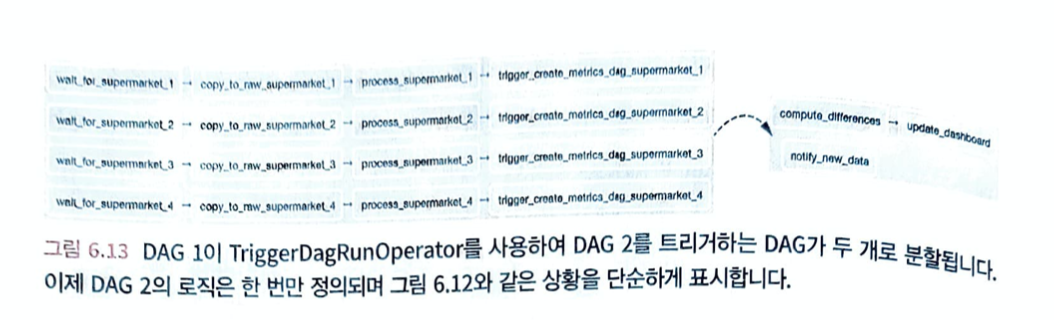 wait_for_supermarket_1 → copy_to_raw_supermarket_1 → process_supermarket_1 → trigger_create_metrics_dag_supermarket_1
wait_for_supermarket_2 → copy_to_raw_supermarket_2 → process_supermarket_2 → trigger_create_metrics_dag_supermarket_2
wait_for_supermarket_3 → copy_to_raw_supermarket_3 → process_supermarket_3 → trigger_create_metrics_dag_supermarket_3
wait_for_supermarket_4 → copy_to_raw_supermarket_4 → process_supermarket_4 → trigger_create_metrics_dag_supermarket_4
compute_differences → update_dashboard
notify_new_data
그림 6.13 DAG 1이 TriggerDagRunOperator를 사용하여 DAG 2를 트리거하는 DAG가 두 개로 분할됩니다.
이제 DAG 2의 로직은 한 번만 정의되며 그림 6.12와 같은 상황을 단순하게 표시합니다.